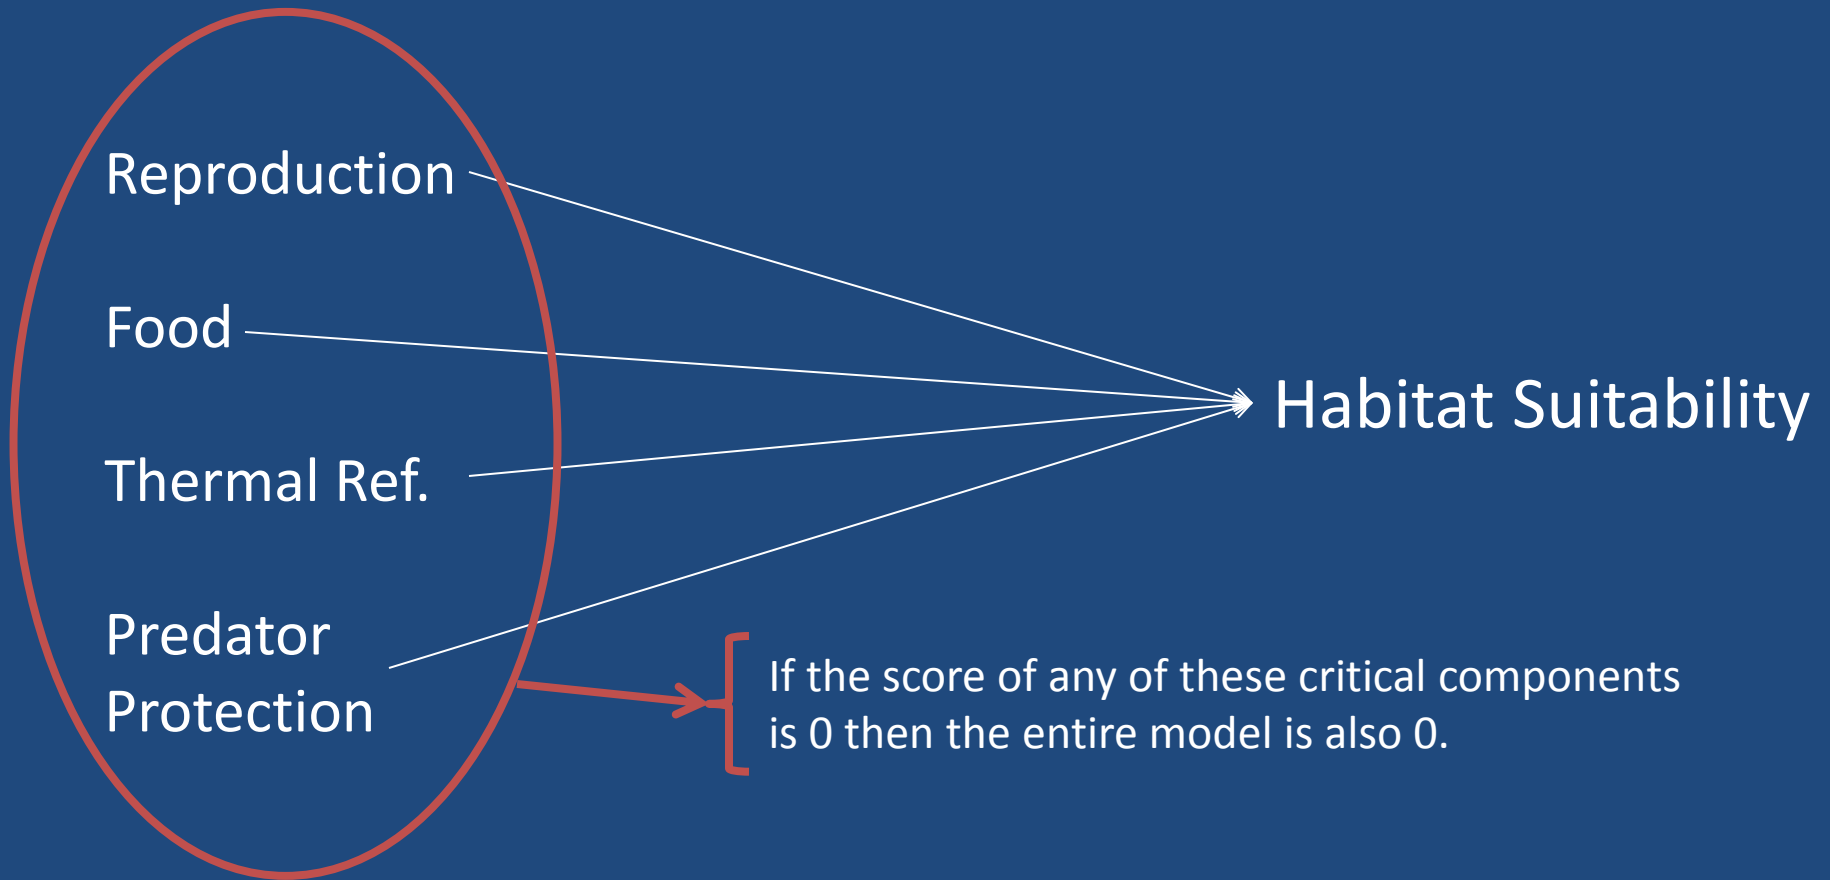 Reproduction
Food
Thermal Ref.
Predator
Protection
Habitat Suitability
If the score of any of these critical components
is 0 then the entire model is also 0.